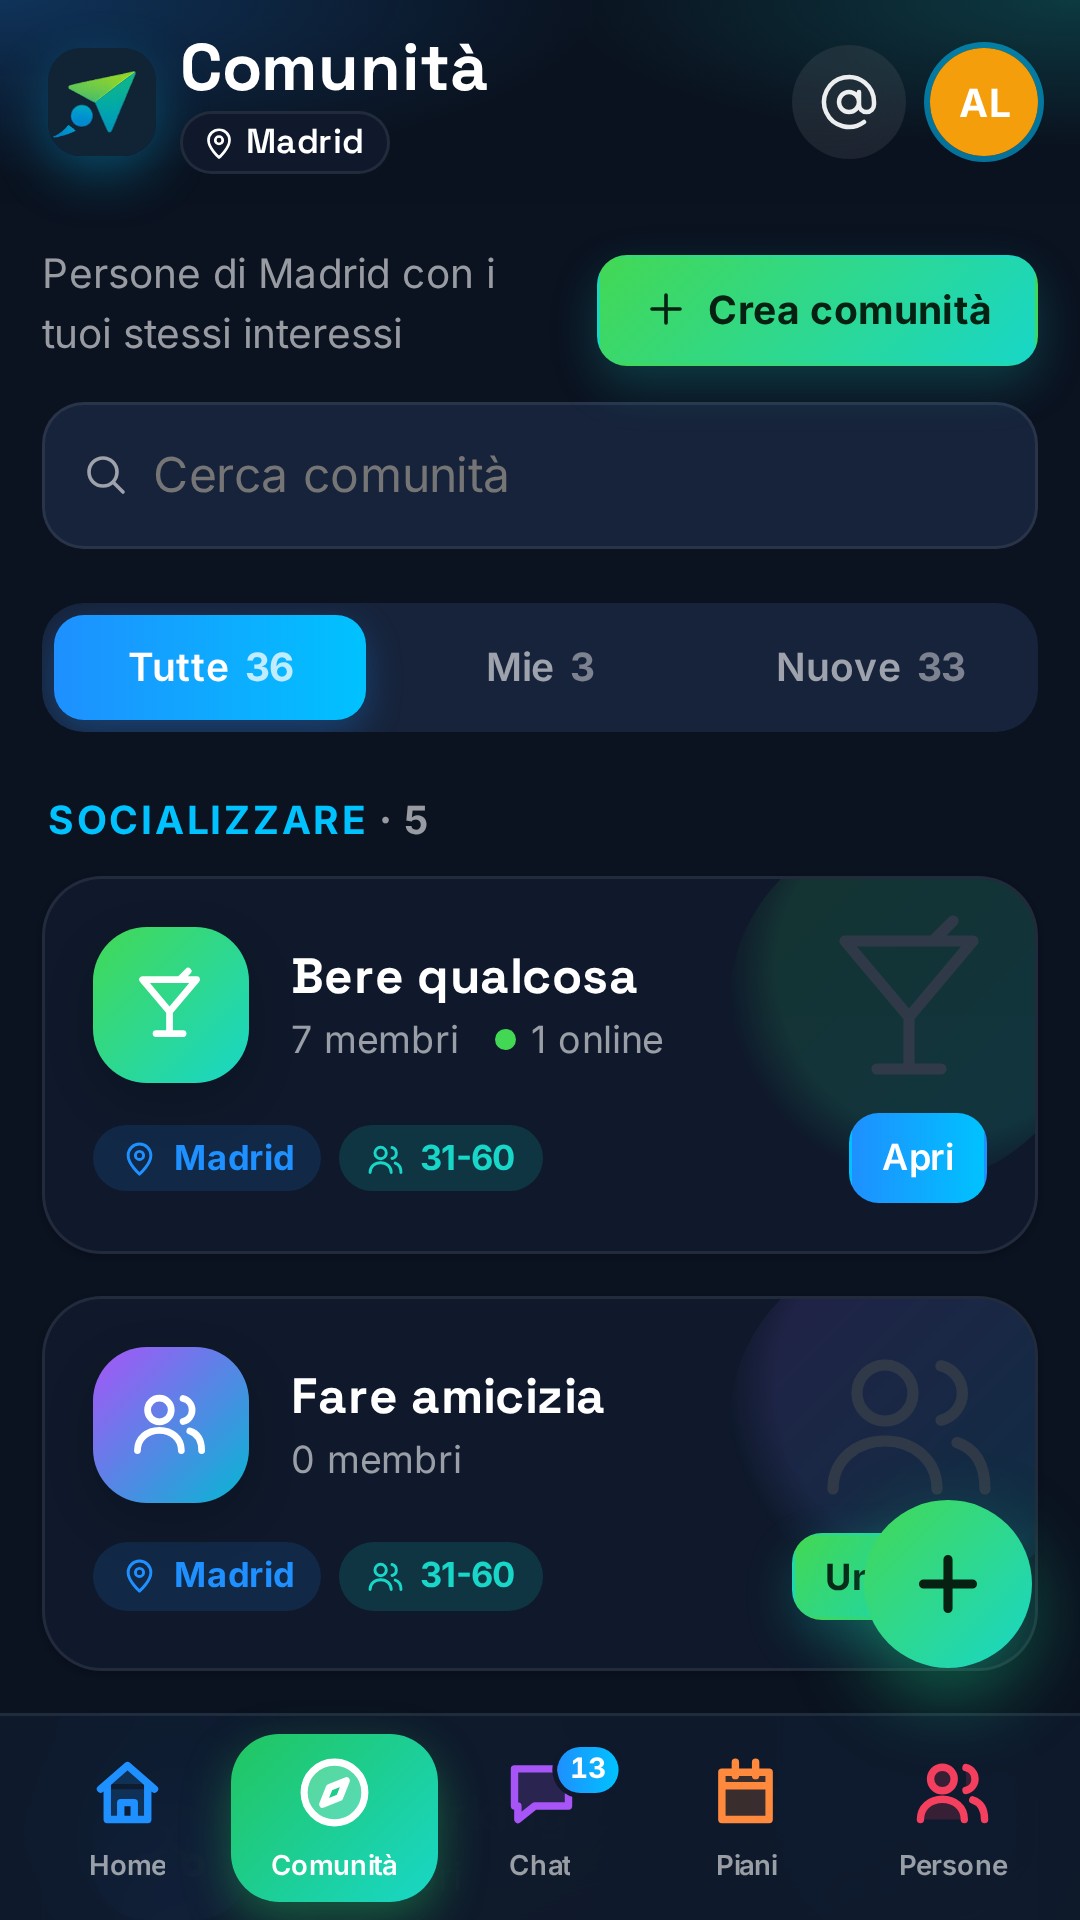 Comunità
Madrid
@
AL
Persone di Madrid con i
tuoi stessi interessi
+ Crea comunità
Cerca comunità
Tutte 36
Mie 3
Nuove 33
SOCIALIZZARE · 5
Bere qualcosa
7 membri 1 online
Madrid
31-60
Apri
Fare amicizia
0 membri
Madrid
31-60
+
13
Home
Comunità
Chat
Piani
Persone